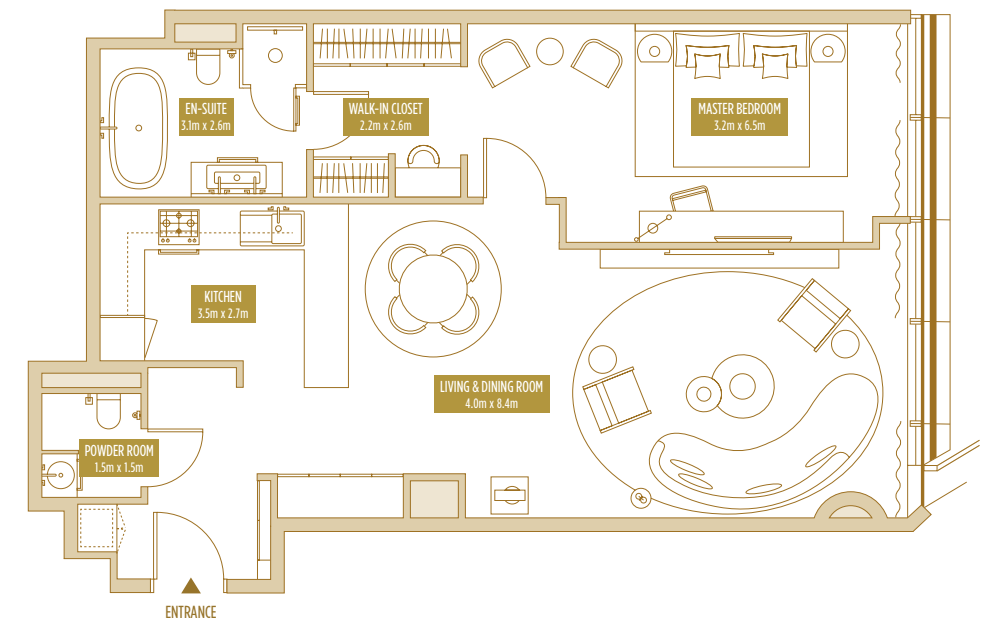 EN-SUITE
3.1m x 2.6m
WALK-IN CLOSET
2.2m x 2.6m
MASTER BEDROOM
3.2m x 6.5m
KITCHEN
3.5m x 2.7m
LIVING & DINING ROOM
4.0m x 8.4m
POWDER ROOM
1.5m x 1.5m
ENTRANCE